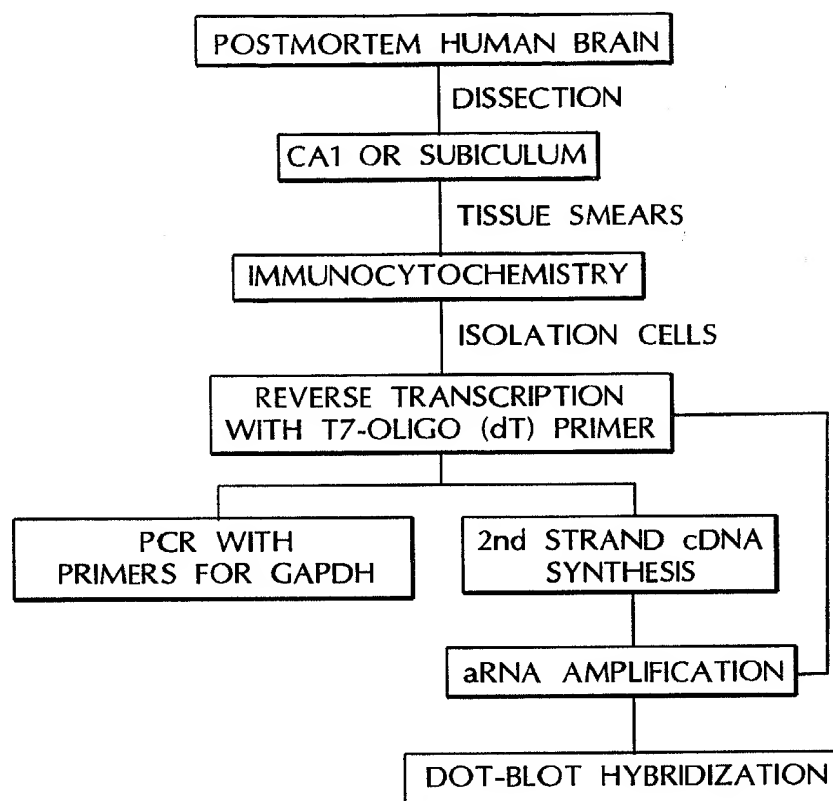 POSTMORTEM HUMAN BRAIN
DISSECTION
CA1 OR SUBICULUM
TISSUE SMEARS
IMMUNOCYTOCHEMISTRY
ISOLATION CELLS
REVERSE TRANSCRIPTION
WITH T7-OLIGO (dT) PRIMER
PCR WITH
PRIMERS FOR GAPDH
2nd STRAND cDNA
SYNTHESIS
aRNA AMPLIFICATION
DOT-BLOT HYBRIDIZATION